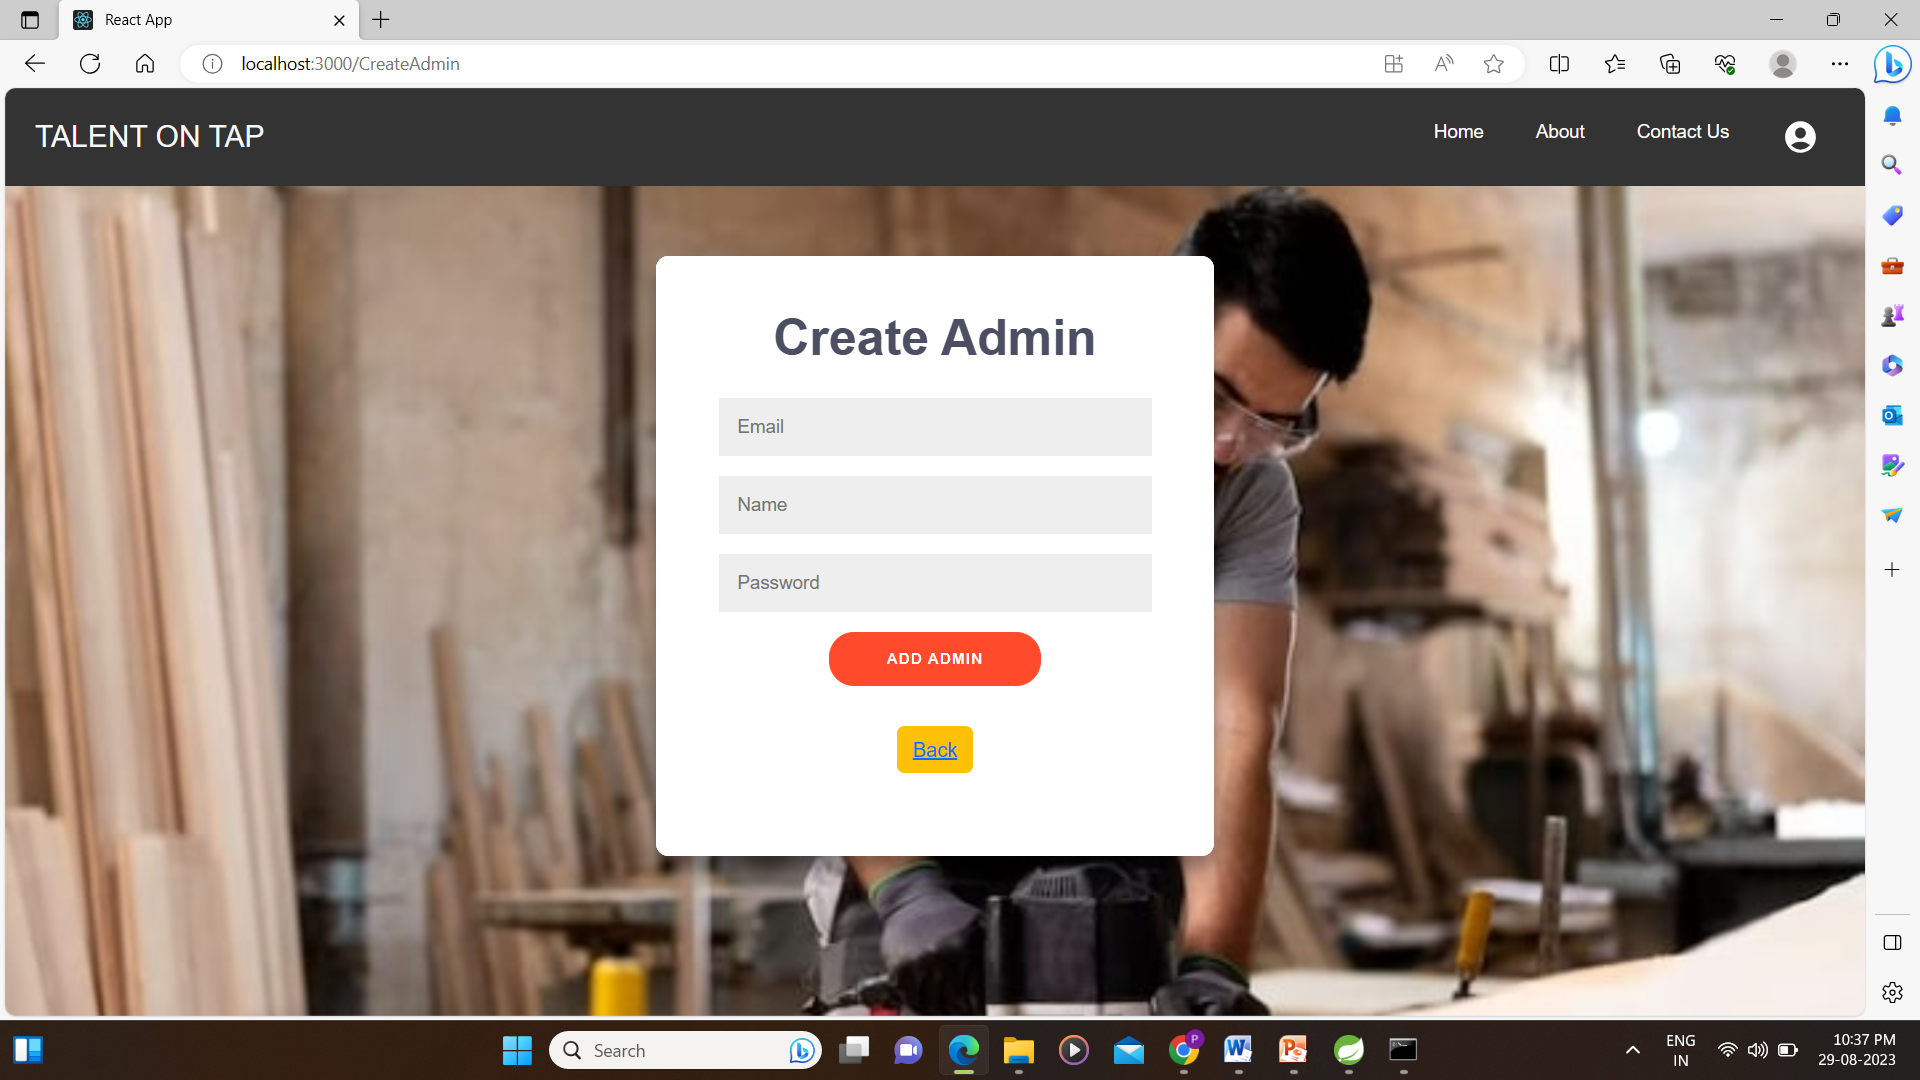 React App
localhost:3000/CreateAdmin
TALENT ON TAP
Home
About
Contact Us
Create Admin
Email
Name
Password
ADD ADMIN
Back
Search
P
ENG
IN
10:37 PM
29-08-2023